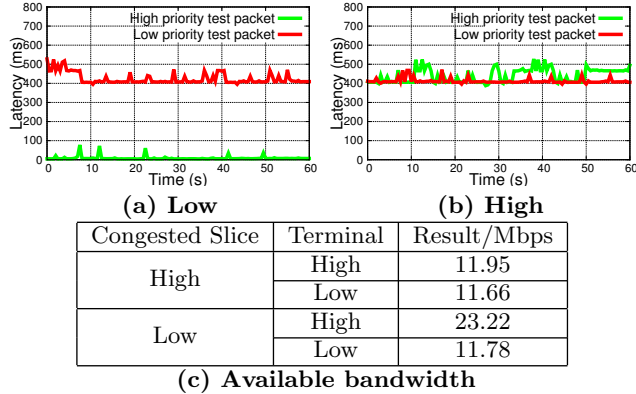 High priority test packet
Low priority test packet
Latency (ms)
800
700
600
500
400
300
200
100
0
0 10 20 30 40 50 60
Time (s)
(a) Low
High priority test packet
Low priority test packet
Latency (ms)
800
700
600
500
400
300
200
100
0
0 10 20 30 40 50 60
Time (s)
(b) High
Congested Slice Terminal Result/Mbps
High High 11.95
Low 11.66
Low High 23.22
Low 11.78
(c) Available bandwidth